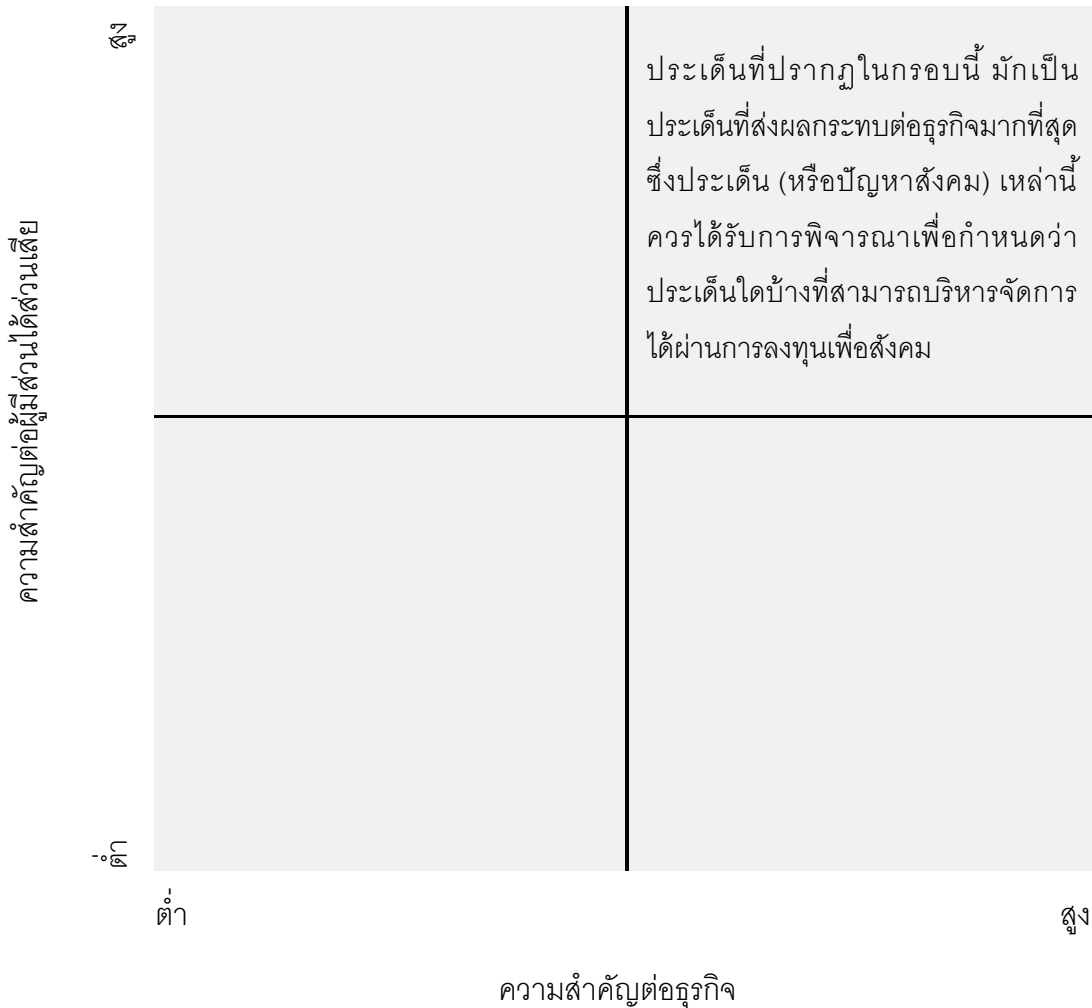 สูง
ประเด็นที่ปรากฏในกรอบนี้ มักเป็น
ประเด็นที่ส่งผลกระทบต่อธุรกิจมากที่สุด
ซึ่งประเด็น (หรือปัญหาสังคม) เหล่านี้
ควรได้รับการพิจารณาเพื่อกำหนดว่า
ประเด็นใดบ้างที่สามารถบริหารจัดการ
ได้ผ่านการลงทุนเพื่อสังคม
ความสำคัญต่อผู้มีส่วนได้ส่วนเสีย
ต่ำ
ต่ำ
สูง
ความสำคัญต่อธุรกิจ